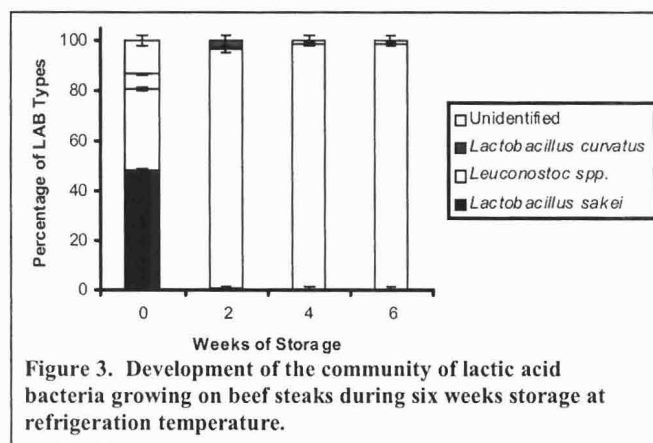 100
80
60
40
20
0
Percentage of LAB Types
0 2 4 6
Weeks of Storage
Unidentified
Lactobacillus curvatus
Leuconostoc spp.
Lactobacillus sakei
Figure 3. Development of the community of lactic acid
bacteria growing on beef steaks during six weeks storage at
refrigeration temperature.